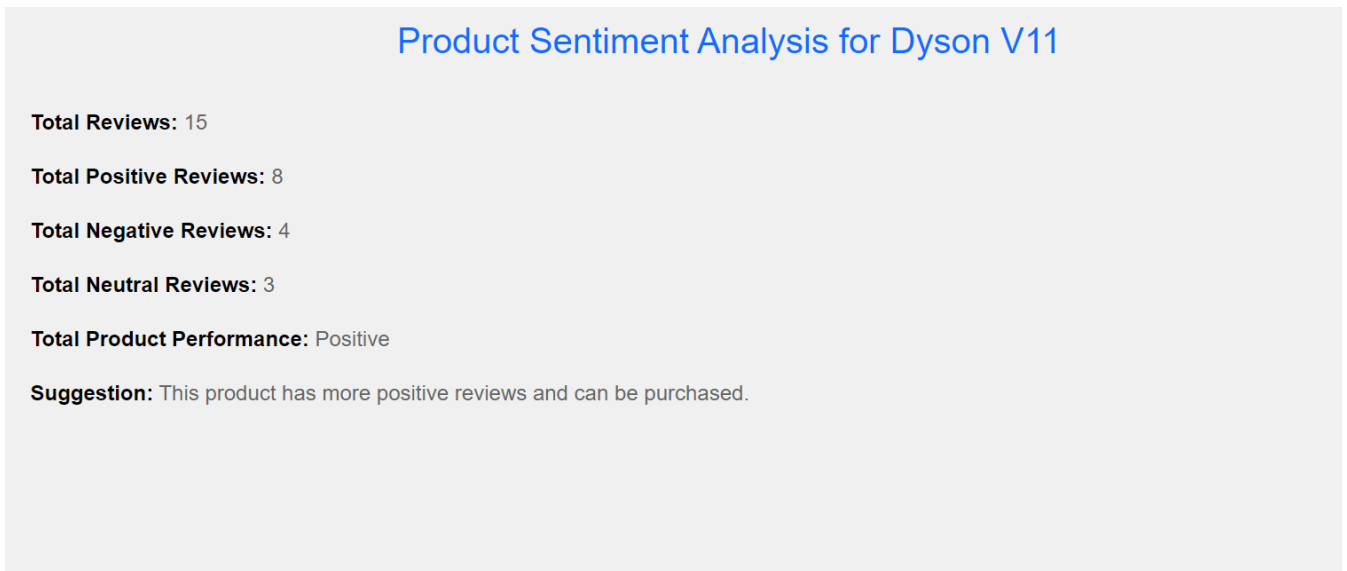 Product Sentiment Analysis for Dyson V11
Total Reviews: 15
Total Positive Reviews: 8
Total Negative Reviews: 4
Total Neutral Reviews: 3
Total Product Performance: Positive
Suggestion: This product has more positive reviews and can be purchased.